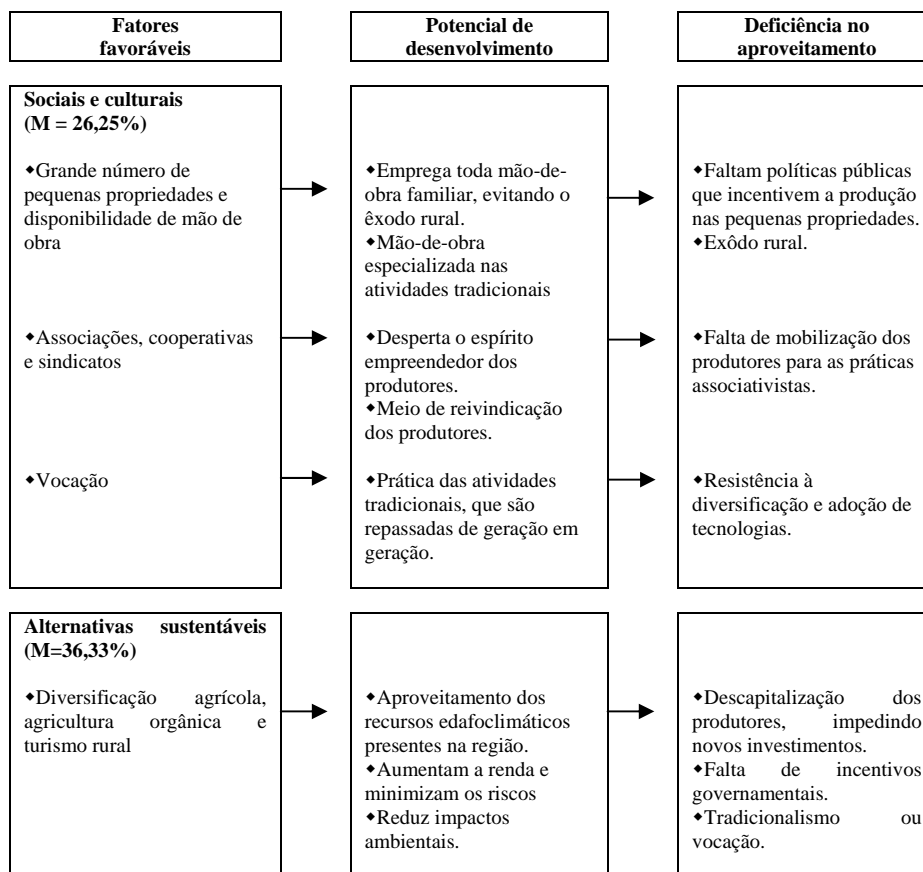 Fatores
favoráveis
Potencial de
desenvolvimento
Deficiência no
aproveitamento
Sociais e culturais
(M = 26,25%)
◆Grande número de
pequenas propriedades e
disponibilidade de mão de
obra
◆Emprega toda mão-de-
obra familiar, evitando o
êxodo rural.
◆Mão-de-obra
especializada nas
atividades tradicionais
◆Faltam políticas públicas
que incentivem a produção
nas pequenas propriedades.
◆Exôdo rural.
◆Associações, cooperativas
e sindicatos
◆Desperta o espírito
empreendedor dos
produtores.
◆Meio de reivindicação
dos produtores.
◆Falta de mobilização dos
produtores para as práticas
associativistas.
◆Vocação
◆Prática das atividades
tradicionais, que são
repassadas de geração em
geração.
◆Resistência à
diversificação e adoção de
tecnologias.
Alternativas sustentáveis
(M=36,33%)
◆Diversificação agrícola,
agricultura orgânica e
turismo rural
◆Aproveitamento dos
recursos edafoclimáticos
presentes na região.
◆Aumentam a renda e
minimizam os riscos
◆Reduz impactos
ambientais.
◆Descapitalização dos
produtores, impedindo
novos investimentos.
◆Falta de incentivos
governamentais.
◆Tradicionalismo ou
vocação.